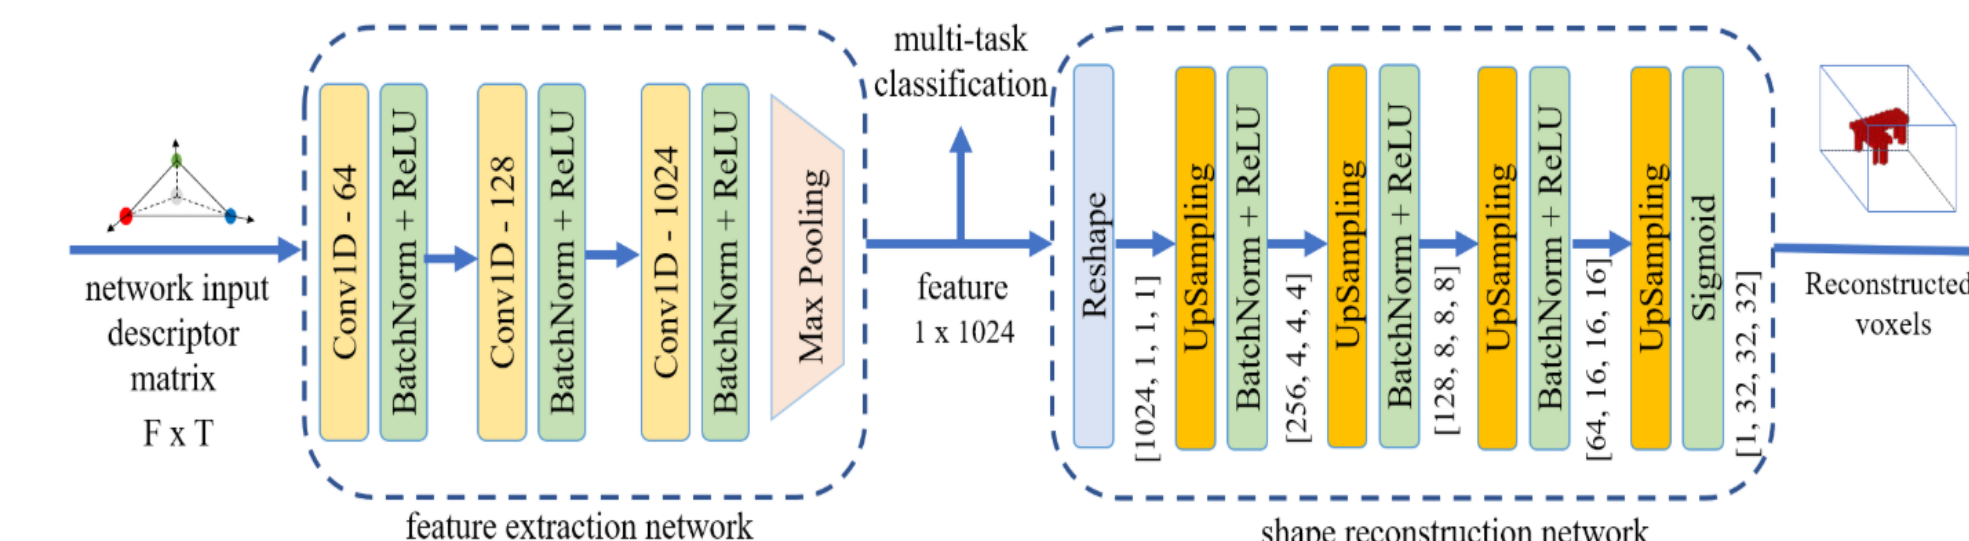 network input
descriptor
matrix
F x T
Conv1D - 64
BatchNorm + ReLU
Conv1D - 128
BatchNorm + ReLU
Conv1D - 1024
BatchNorm + ReLU
Max Pooling
feature extraction network
multi-task
classification
feature
1 x 1024
Reshape
[1024, 1, 1, 1]
UpSampling
BatchNorm + ReLU
[256, 4, 4, 4]
UpSampling
BatchNorm + ReLU
[128, 8, 8, 8]
UpSampling
BatchNorm + ReLU
[64, 16, 16, 16]
UpSampling
Sigmoid
[1, 32, 32, 32]
shape reconstruction network
Reconstructed
voxels